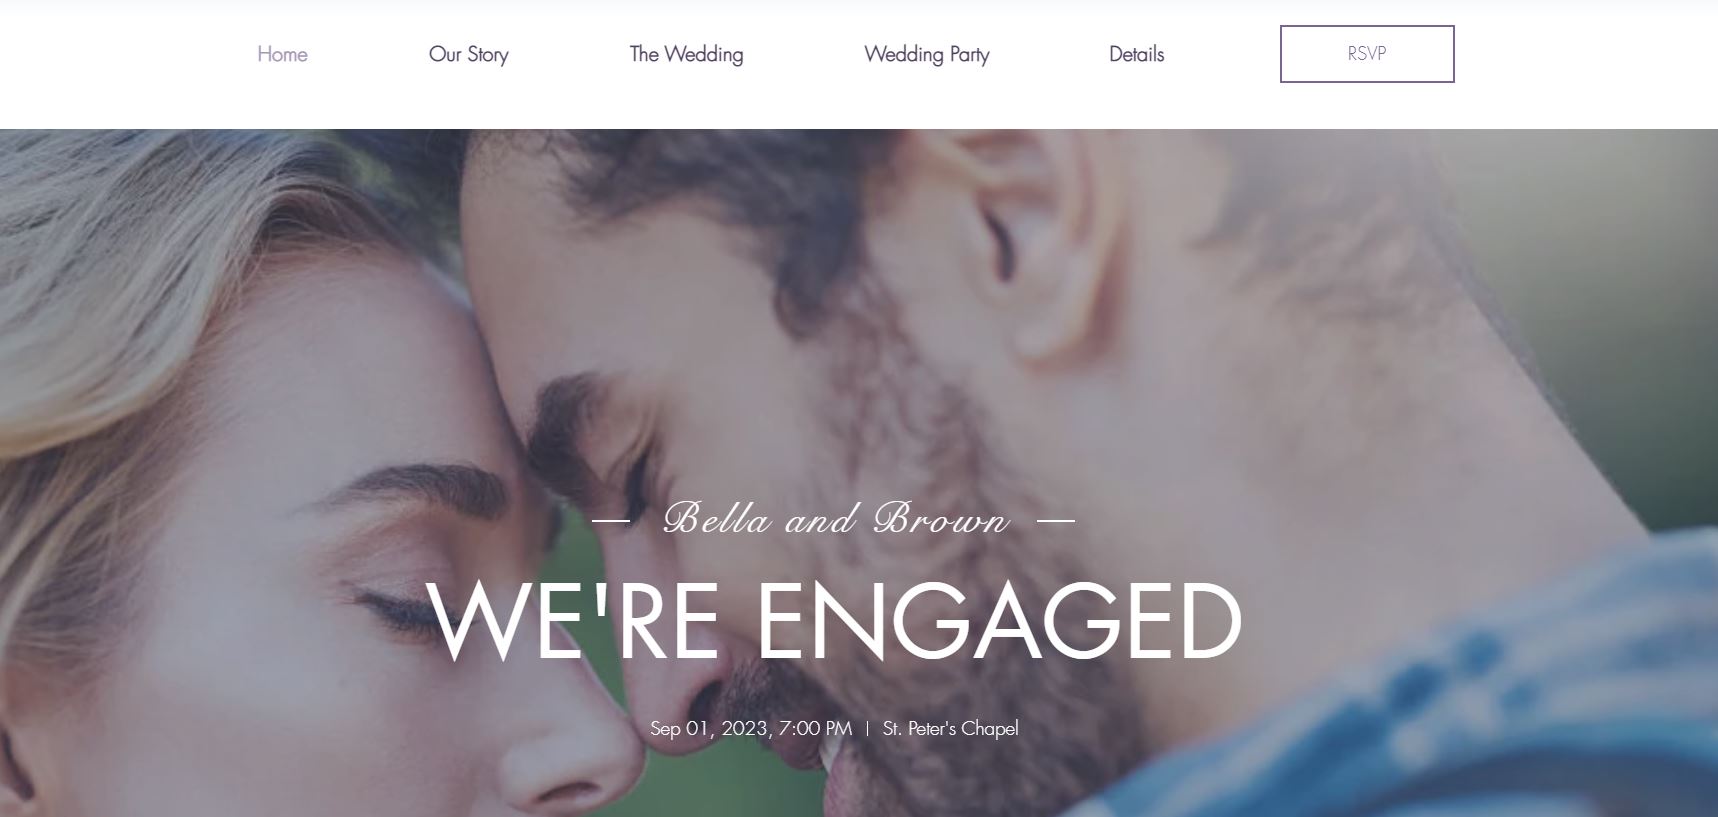 Home Our Story The Wedding Wedding Party Details RSVP
Bella and Brown
WE'RE ENGAGED
Sep 01, 2023, 7:00 PM | St. Peter's Chapel